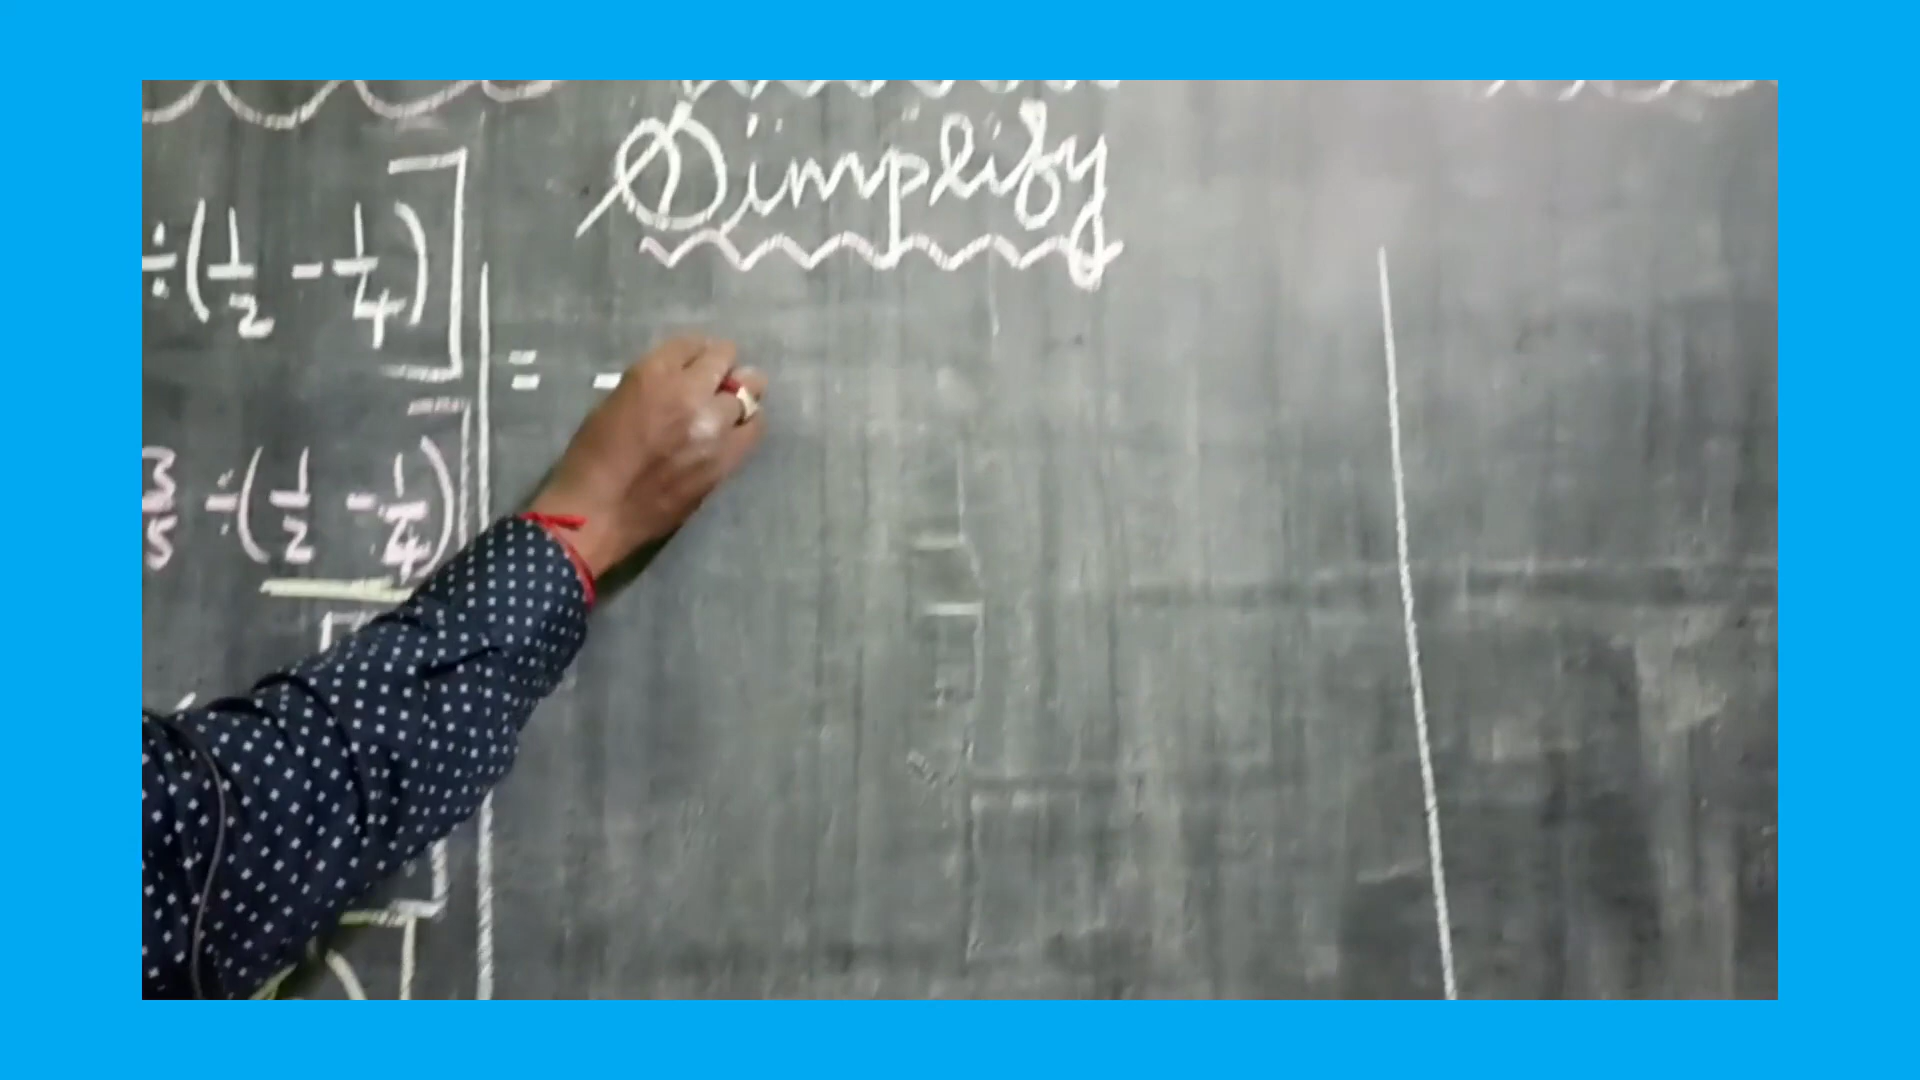 Simplify
÷(1/2 - 1/4)]
= -
3/5 ÷(1/2 - 1/4)